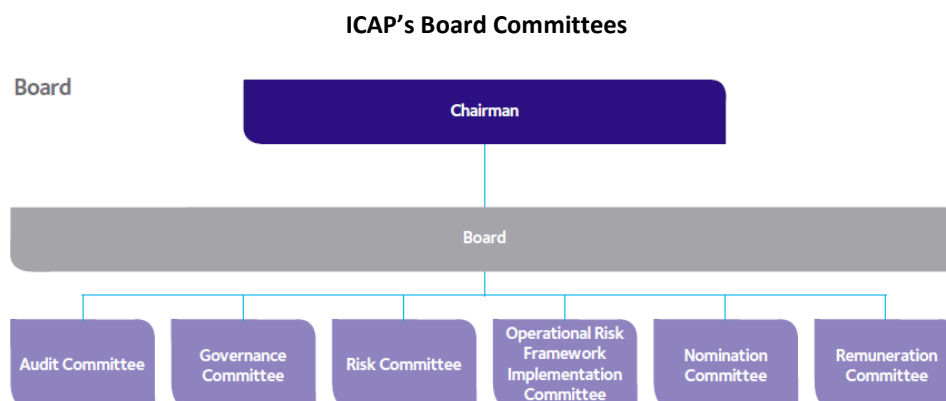 ICAP’s Board Committees
Board
Chairman
Board
Audit Committee
Governance
Committee
Risk Committee
Operational Risk
Framework
Implementation
Committee
Nomination
Committee
Remuneration
Committee